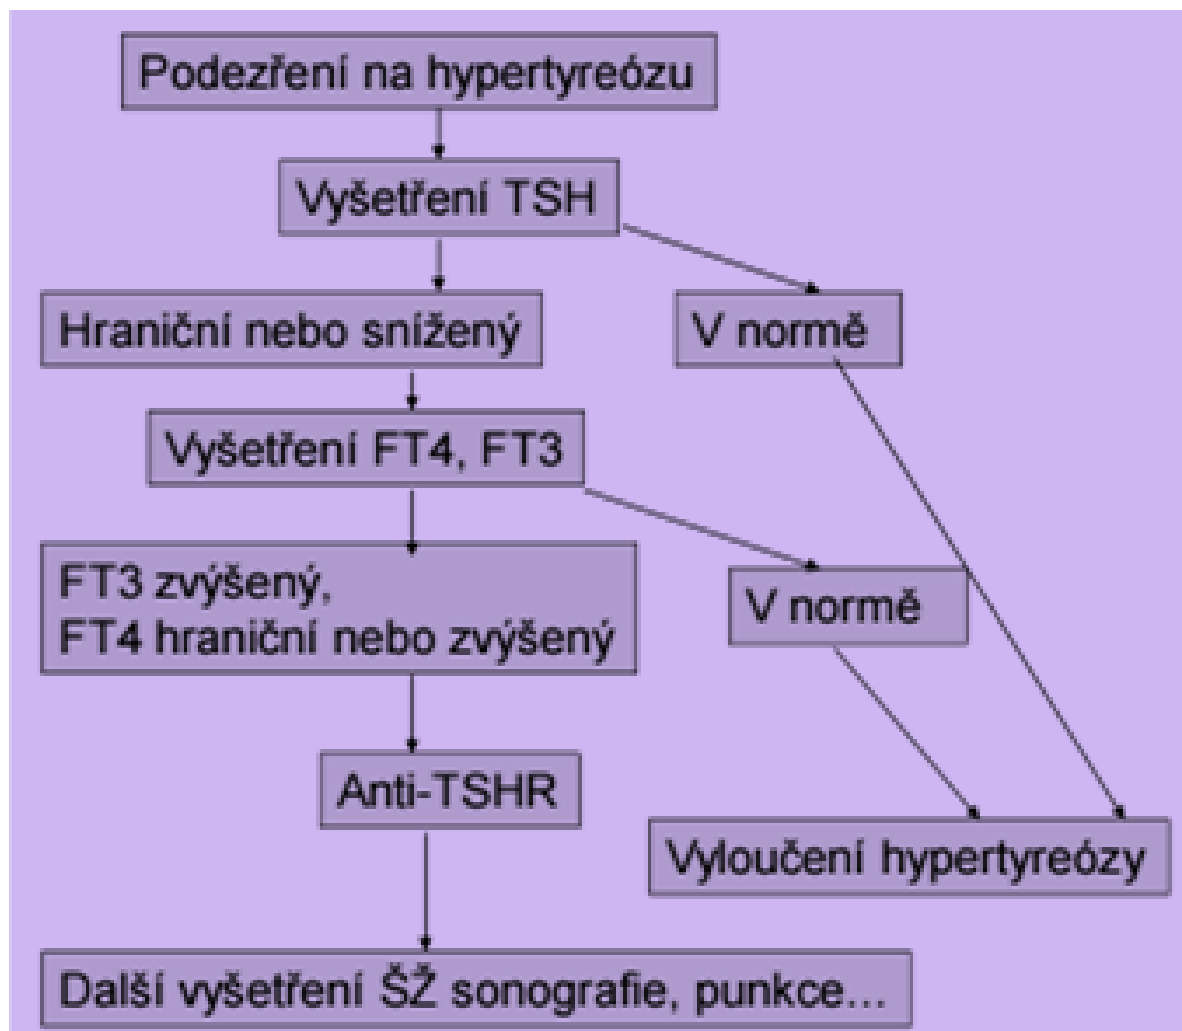 Podezření na hypertyreózu
Vyšetření TSH
Hraniční nebo snížený
V normě
Vyšetření FT4, FT3
FT3 zvýšený,
FT4 hraniční nebo zvýšený
V normě
Anti-TSHR
Vyloučení hypertyreózy
Další vyšetření ŠŽ sonografie, punkce...